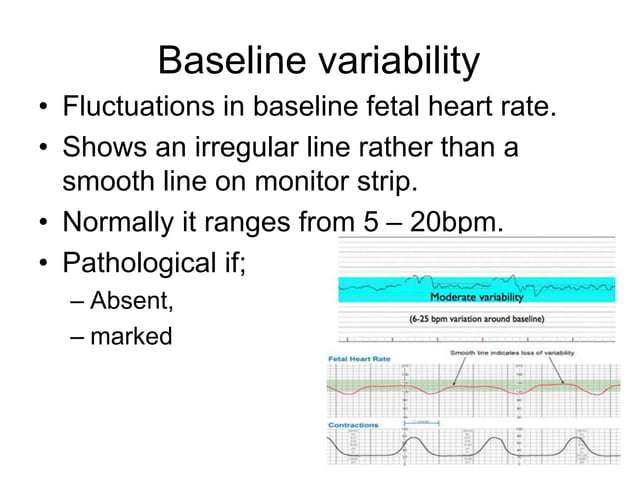 Baseline variability
• Fluctuations in baseline fetal heart rate.
• Shows an irregular line rather than a
smooth line on monitor strip.
• Normally it ranges from 5 – 20bpm.
• Pathological if;
– Absent,
– marked
Moderate variability
(6-25 bpm variation around baseline)
Smooth line indicates loss of variability
Fetal Heart Rate
Contractions